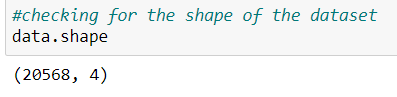 #checking for the shape of the dataset
data.shape
(20568, 4)